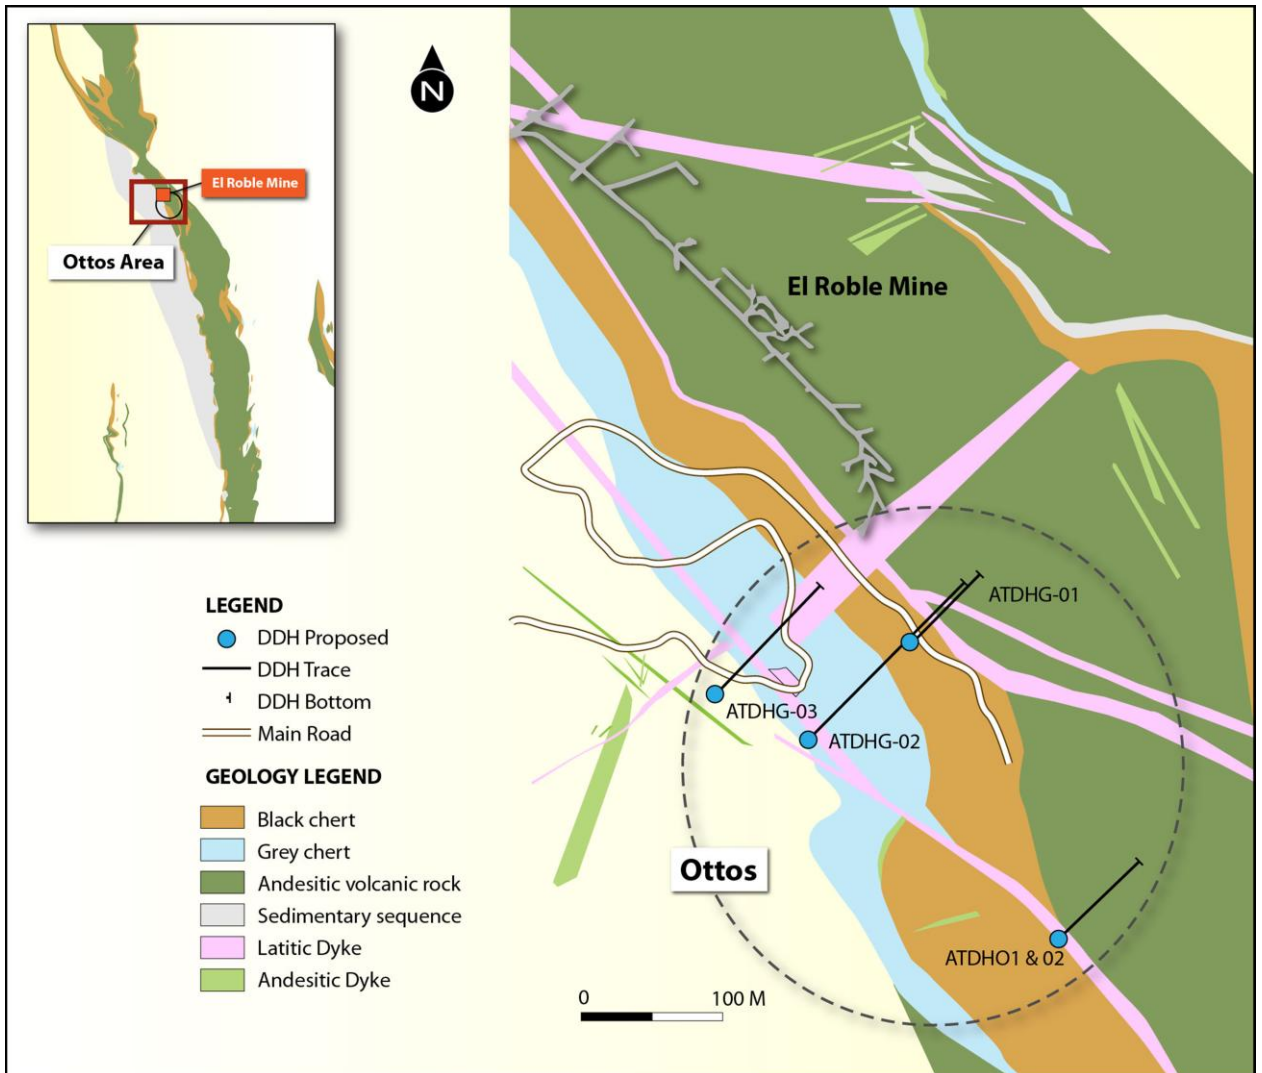 El Roble Mine
Ottos Area
N
El Roble Mine
ATDHG-01
ATDHG-03
ATDHG-02
Ottos
ATDHO1 & 02
0 100 M
LEGEND
DDH Proposed
DDH Trace
DDH Bottom
Main Road
GEOLOGY LEGEND
Black chert
Grey chert
Andesitic volcanic rock
Sedimentary sequence
Latitic Dyke
Andesitic Dyke